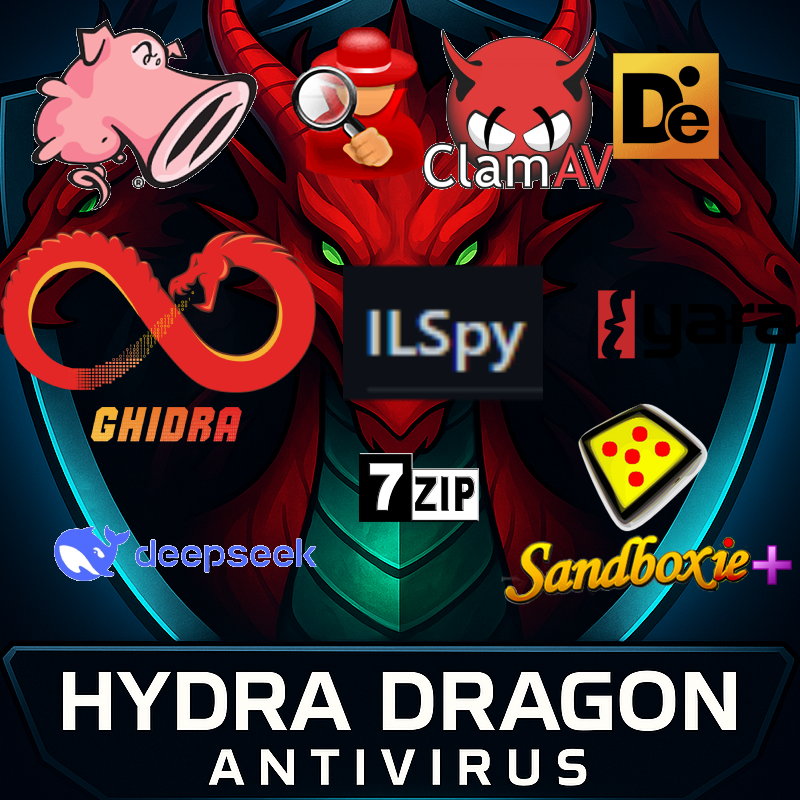 ®
ClamAV
De
ILSpy
yara
GHIDRA
7ZIP
deepseek
Sandboxie+
HYDRA DRAGON
ANTIVIRUS